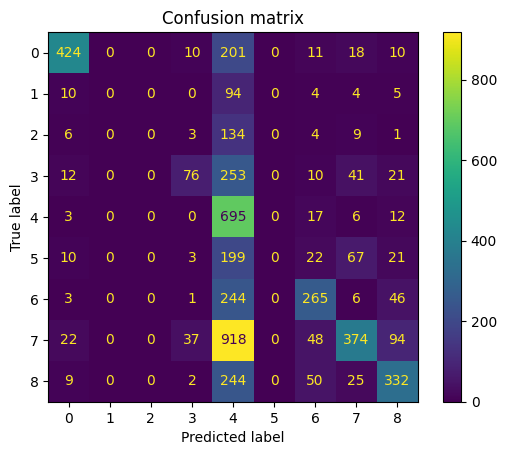 Confusion matrix
0 424 0 0 10 201 0 11 18 10
1 10 0 0 0 94 0 4 4 5
2 6 0 0 3 134 0 4 9 1
3 12 0 0 76 253 0 10 41 21
4 3 0 0 0 695 0 17 6 12
5 10 0 0 3 199 0 22 67 21
6 3 0 0 1 244 0 265 6 46
7 22 0 0 37 918 0 48 374 94
8 9 0 0 2 244 0 50 25 332
0 1 2 3 4 5 6 7 8
True label
Predicted label
800
600
400
200
0